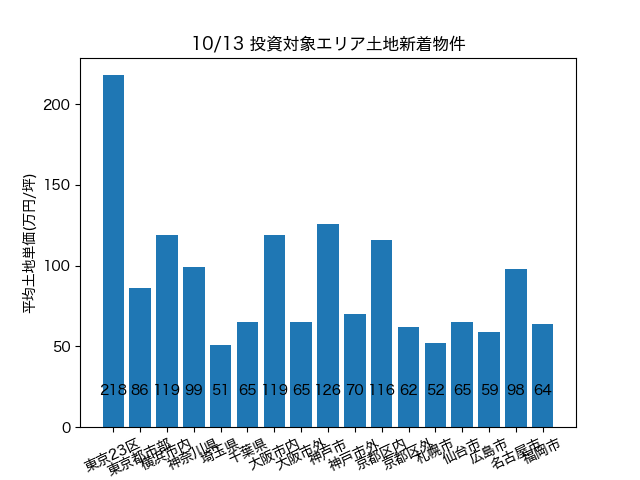 10/13 投資対象エリア土地新着物件
平均土地単価(万円/坪)
200
150
100
50
0
218 86 119 99 51 65 119 65 126 70 116 62 52 65 59 98 64
東京23区
東京都市部
横浜市内
神奈川県
埼玉県
千葉県
大阪市内
大阪市外
神戸市
神戸市外
京都区内
京都区外
札幌市
仙台市
広島市
名古屋市
福岡市